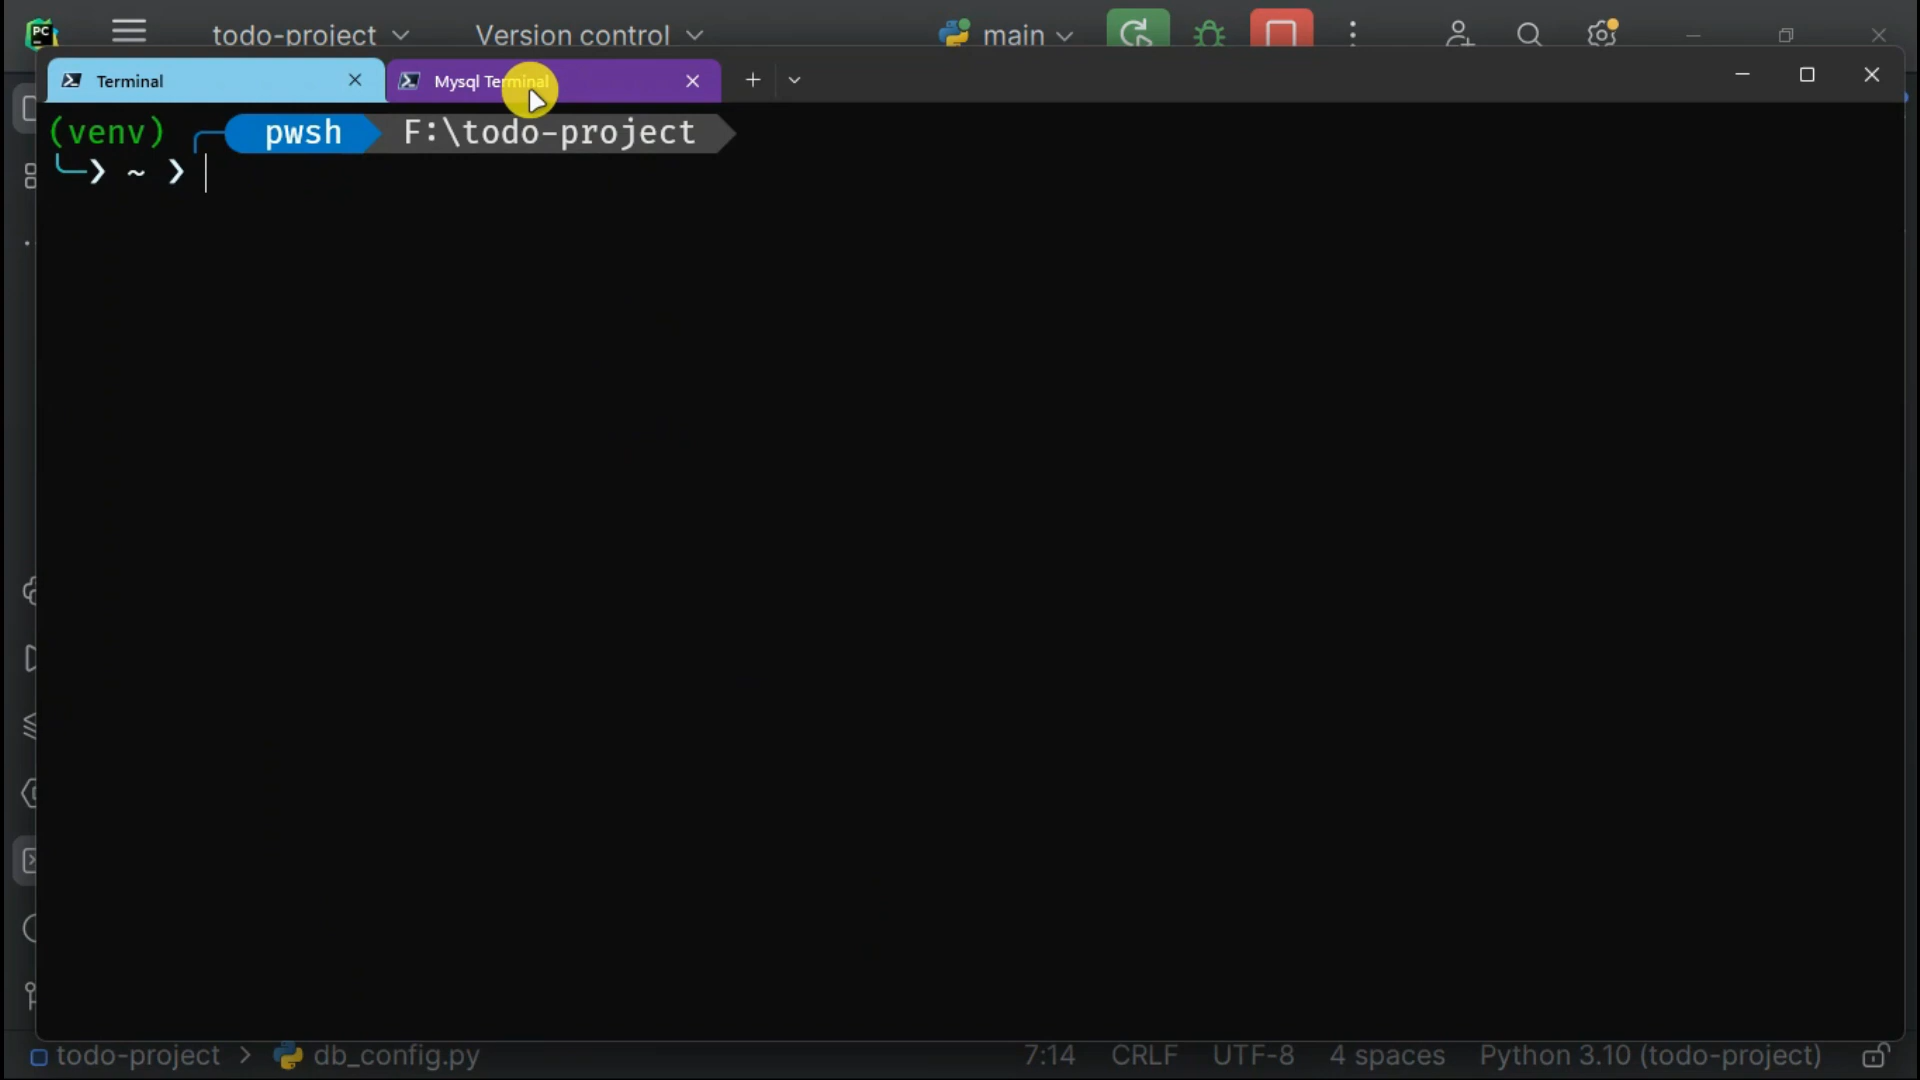 PC todo-project Version control main
Terminal Mysql Terminal
(venv) pwsh F:\todo-project
~ ❯
todo-project > db_config.py 7:14 CRLF UTF-8 4 spaces Python 3.10 (todo-project)